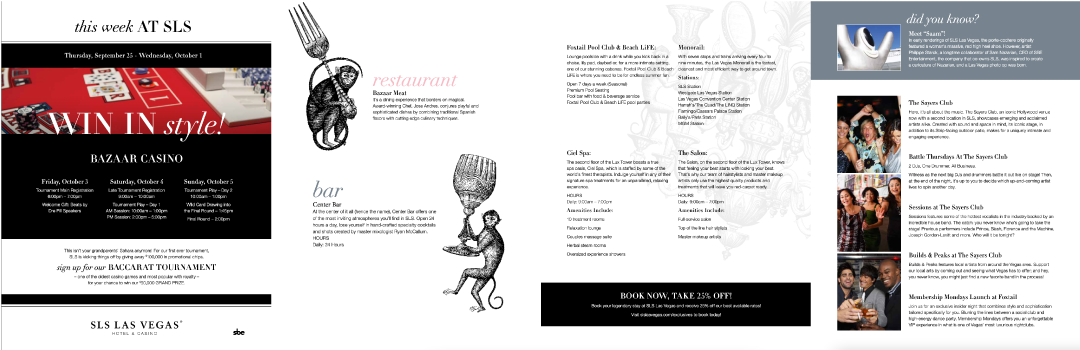 this week AT SLS
Thursday, September 25 - Wednesday, October 1
WIN IN style!
BAZAAR CASINO
Friday, October 3
Tournament Main Registration
6:00pm - 7:00pm
Welcome Gift: Beats by
Dre Pill Speakers
Saturday, October 4
Late Tournament Registration
9:00am - 10:00am
Tournament Play - Day 1
AM Session: 10:00am - 1:00pm
PM Session: 2:00pm - 5:00pm
Sunday, October 5
Tournament Play - Day 2
10:00am - 1:00pm
Wild Card Drawing into
the Final Round - 1:45pm
Final Round - 2:00pm
This isn't your grandparents' Sahara anymore! For our first ever tournament,
SLS is kicking things off by giving away $100,000 in promotional chips.
sign up for our BACCARAT TOURNAMENT
- one of the oldest casino games and most popular with royalty -
for your chance to win our $50,000 GRAND PRIZE.
SLS LAS VEGAS
HOTEL & CASINO
sbe
restaurant
Bazaar Meat
It's a dining experience that borders on magical.
Award-winning Chef, Jose Andres, conjures playful and
sophisticated dishes by combining traditional Spanish
flavors with cutting-edge culinary techniques.
bar
Center Bar
At the center of it all (hence the name), Center Bar offers one
of the most inviting atmospheres you'll find in SLS. Open 24
hours a day, lose yourself in hand-crafted specialty cocktails
and shots created by master mixologist Ryan McCallum.
HOURS
Daily: 24 Hours
Foxtail Pool Club & Beach LiFE:
Lounge poolside with a drink while you kick back in a
chaise. It's pool, daybed or, for a more intimate setting,
one of our stunning cabanas. Foxtail Pool Club & Beach
LiFE is where you need to be for endless summer fun.
Open 7 days a week (Seasonal)
Premium Pool Seating
Pool bar with food & beverage service
Foxtail Pool Club & Beach LiFE pool parties
Monorail:
With seven stops and trains arriving every four to
nine minutes, the Las Vegas Monorail is the fastest,
cleanest and most efficient way to get around town.
Stations:
SLS Station
Westgate Las Vegas Station
Las Vegas Convention Center Station
Harrah's/The Quad/The LINQ Station
Flamingo/Caesars Palace Station
Bally's/Paris Station
MGM Station
Ciel Spa:
The second floor of the Lux Tower boasts a true
spa oasis, Ciel Spa, which is staffed by some of the
world's finest therapists. Indulge yourself in any of their
signature spa treatments for an unparalleled, relaxing
experience.
HOURS
Daily: 9:00am - 7:00pm
Amenities Include:
10 treatment rooms
Relaxation lounge
Couples massage suite
Herbal steam rooms
Oversized experience showers
The Salon:
The Salon, on the second floor of the Lux Tower, knows
that feeling your best starts with looking your best.
That's why our team of hairstylists and master makeup
artists only use the highest quality products and
treatments that will leave you red-carpet ready.
HOURS
Daily: 9:00am - 7:00pm
Amenities Include:
Full-service salon
Top-of-the-line hair stylists
Master makeup artists
BOOK NOW, TAKE 25% OFF!
Book your legendary stay at SLS Las Vegas and receive 25% off our best available rates!
Visit slslasvegas.com/exclusives to book today!
did you know?
Meet "Saam"!
In early renderings of SLS Las Vegas, the porte-cochere originally
featured a woman's massive, red high heel shoe. However, artist
Philippe Starck, a longtime collaborator of Sam Nazarian, CEO of SBE
Entertainment, the company that co-owns SLS, was inspired to create
a caricature of Nazarian, and a Las Vegas photo op was born.
The Sayers Club
Here, it's all about the music. The Sayers Club, an iconic Hollywood venue
now with a second location in SLS, showcases emerging and acclaimed
artists alike. Created with sound and space in mind, its iconic stage, in
addition to its Strip-facing outdoor patio, makes for a uniquely intimate and
engaging experience.
Battle Thursdays At The Sayers Club
2 DJs. One Drummer. All Business.
Witness as the next big DJs and drummers battle it out live on stage! Then,
at the end of the night, it's up to you to decide which up-and-coming artist
lives to spin another day.
Sessions at The Sayers Club
Sessions features some of the hottest vocalists in the industry backed by an
incredible house band. The catch: you never know who's going to take the
stage! Previous performers include Prince, Slash, Florence and the Machine,
Joseph Gordon-Levitt and more. Who will it be tonight?
Builds & Peaks at The Sayers Club
Builds & Peaks features local artists from around the Vegas area. Support
our local arts by coming out and seeing what Vegas has to offer; and hey,
you never know, you might just find a new favorite band in the process!
Membership Mondays Launch at Foxtail
Join us for an exclusive insider night that combines style and sophistication
tailored specifically for you. Blurring the lines between a social club and
high-energy dance party, Membership Mondays offers you an unforgettable
VIP experience in what is one of Vegas' most luxurious nightclubs.